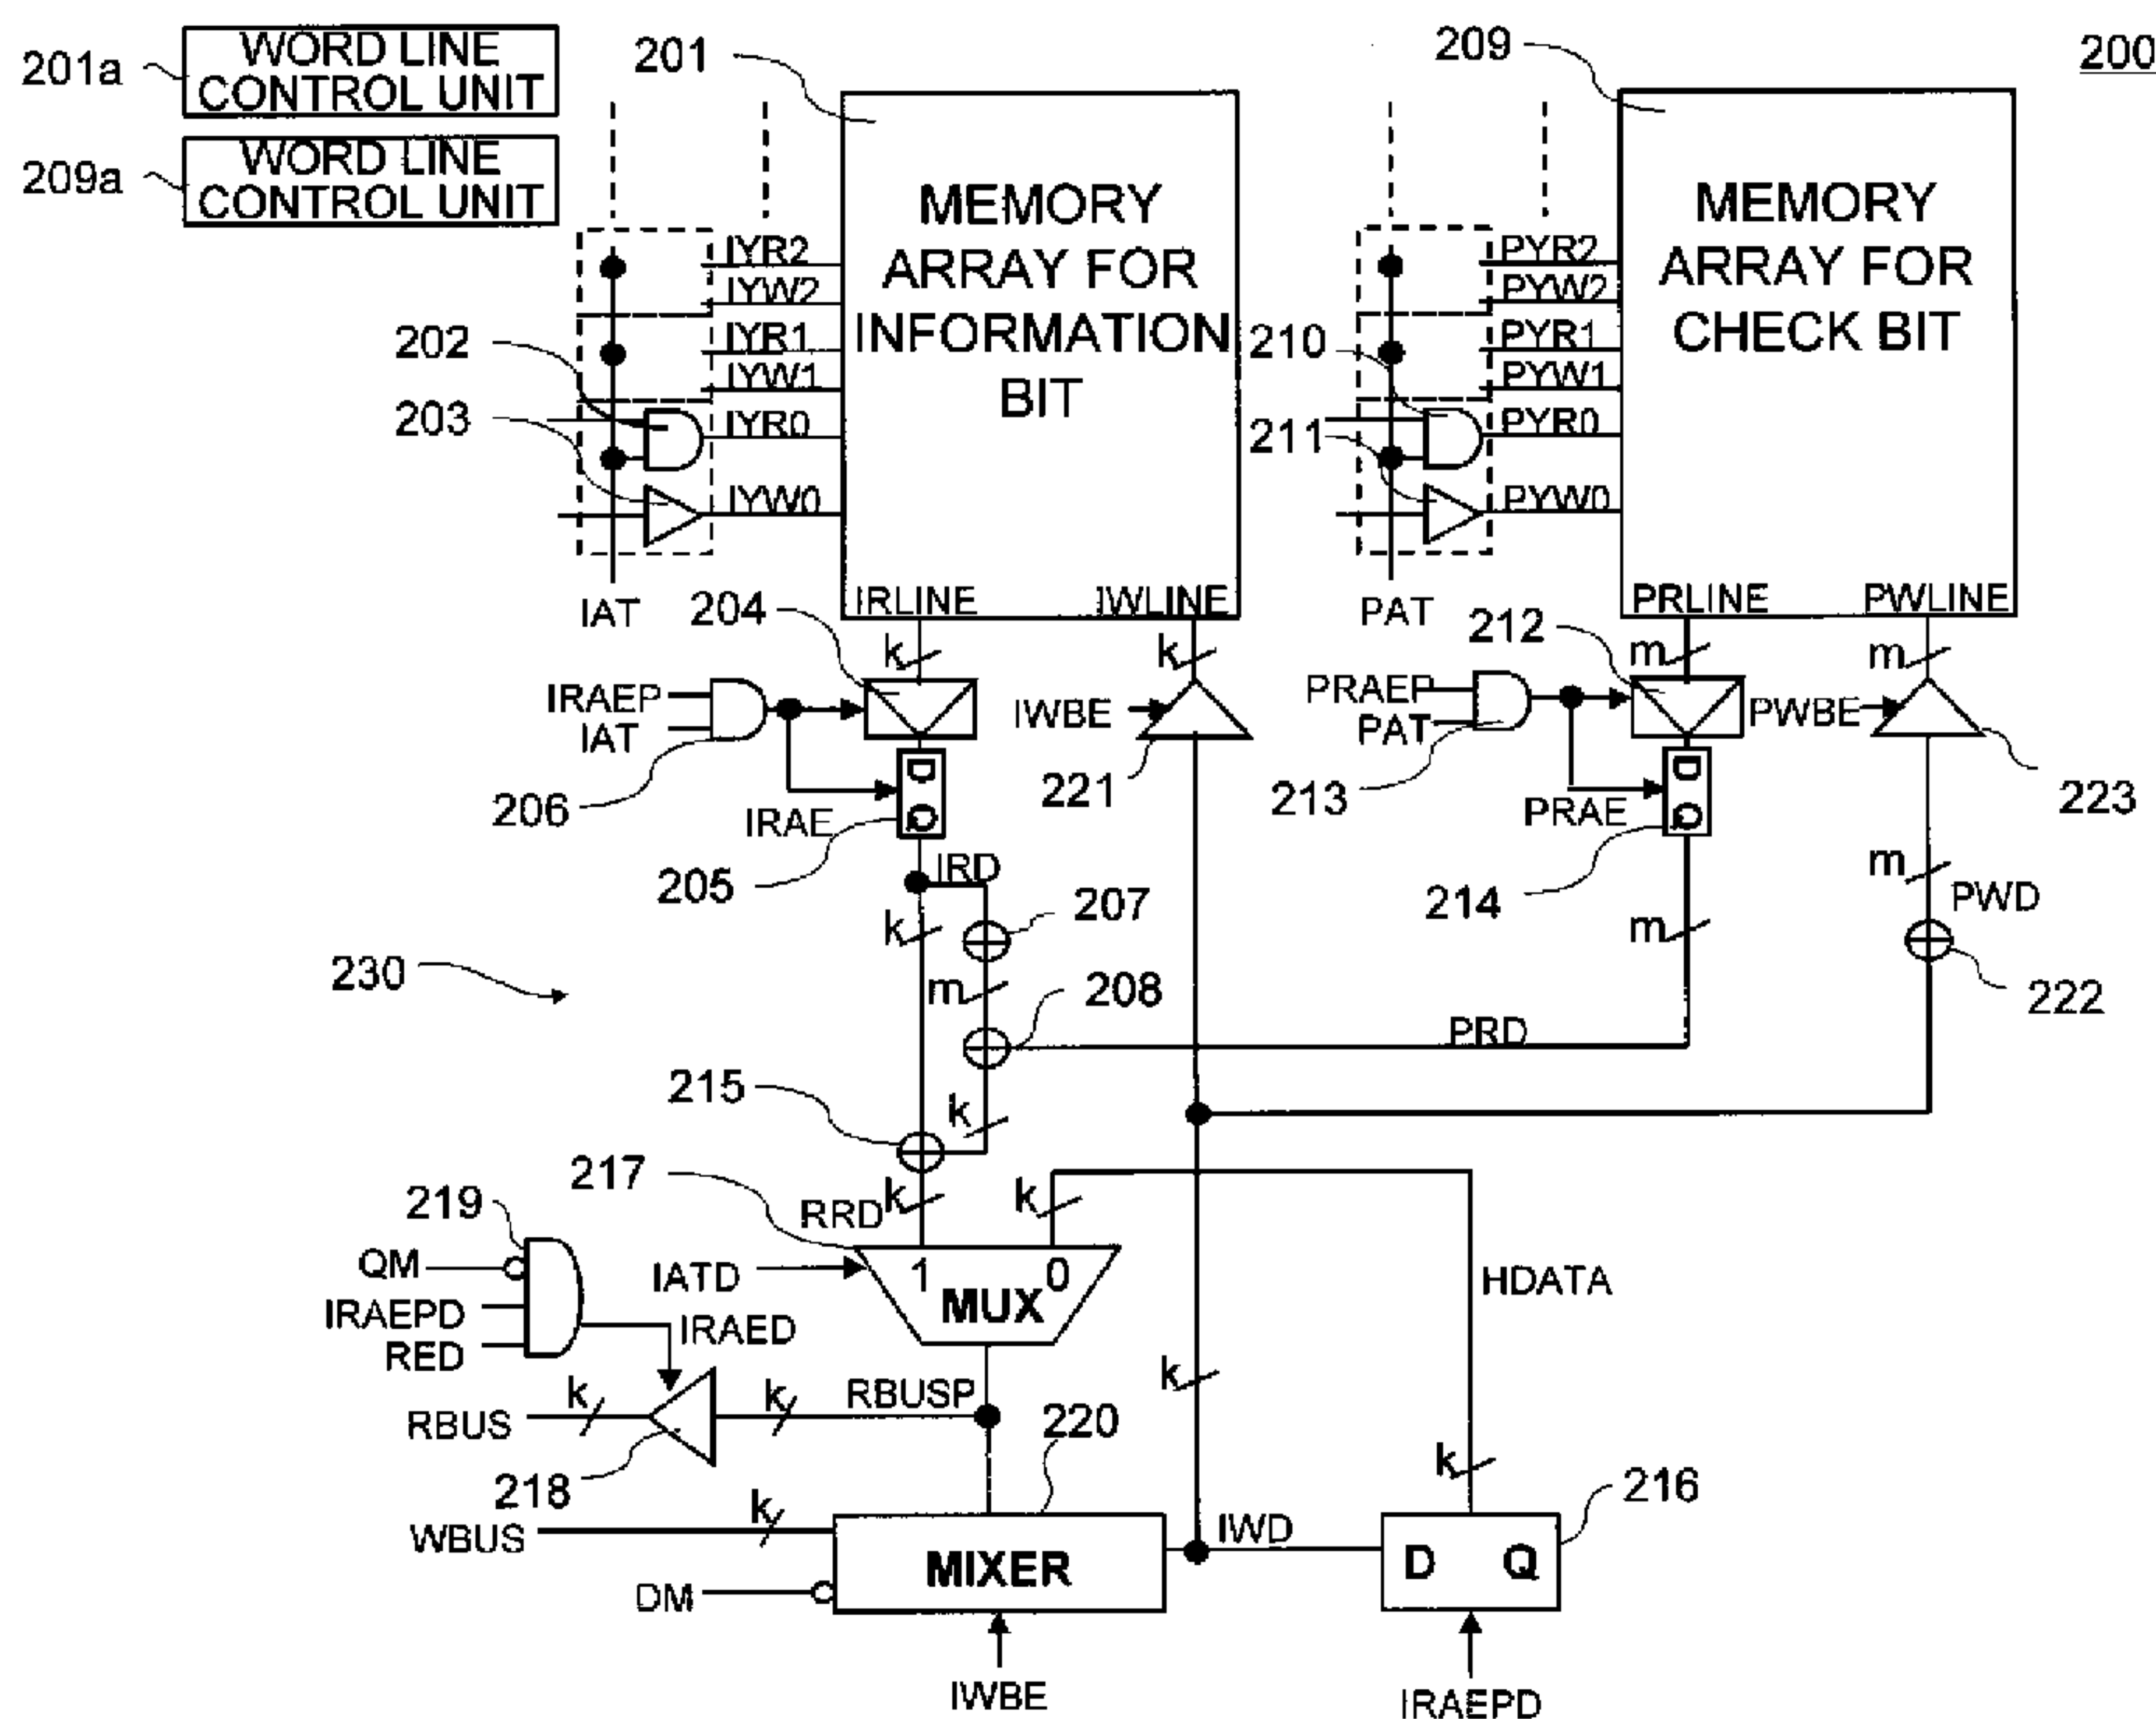 200
201a
WORD LINE
CONTROL UNIT
209a
WORD LINE
CONTROL UNIT
201
MEMORY
ARRAY FOR
INFORMATION
BIT
209
MEMORY
ARRAY FOR
CHECK BIT
IYR2
IYW2
IYR1
IYW1
IYR0
IYW0
202
203
IAT
PYR2
PYW2
PYR1
PYW1
PYR0
PYW0
210
211
PAT
IRLINE
IWLINE
PRLINE
PWLINE
204
k
k
212
m
m
IRAEP
IAT
IWBE
PRAEP
PAT
PWBE
206
D
Q
IRAE
221
213
D
Q
PRAE
223
205
IRD
214
m
PWD
k
207
m
222
230
m
208
PRD
215
k
217
RRD
k
k
219
QM
IRAEPD
RED
IATD
1
0
MUX
HDATA
IRAED
k
RBUS
k
RBUSP
k
218
220
k
216
WBUS
k
MIXER
IWD
D
Q
DM
IWBE
IRAEPD